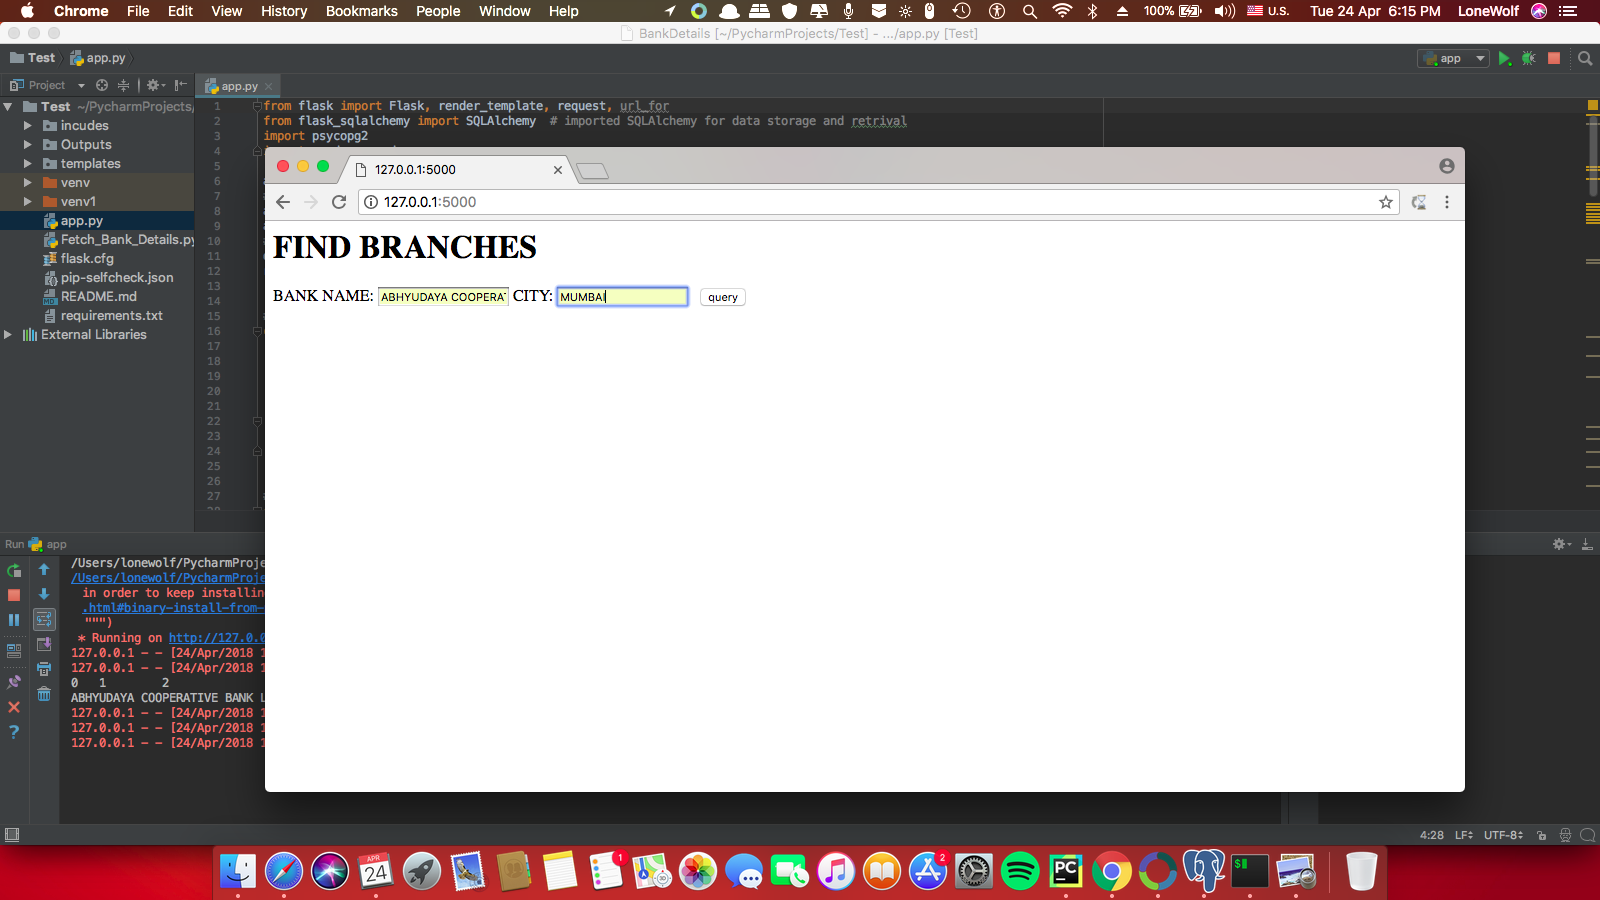 Chrome File Edit View History Bookmarks People Window Help 100% U.S. Tue 24 Apr 6:15 PM LoneWolf
BankDetails [~/PycharmProjects/Test] - .../app.py [Test]
Test app.py app
Project app.py
Test ~/PycharmProjects/
incudes
Outputs
templates
venv
venv1
app.py
Fetch_Bank_Details.py
flask.cfg
pip-selfcheck.json
README.md
requirements.txt
External Libraries
1 from flask import Flask, render_template, request, url_for
2 from flask_sqlalchemy import SQLAlchemy # imported SQLAlchemy for data storage and retrival
3 import psycopg2
4
5
6
7
8
9
10
11
12
13
14
15
16
17
18
19
20
21
22
23
24
25
26
27
127.0.0.1:5000
127.0.0.1:5000
FIND BRANCHES
BANK NAME: ABHYUDAYA COOPERAT CITY: MUMBAI query
Run app
/Users/lonewolf/PycharmProje
/Users/lonewolf/PycharmProje
in order to keep installin
.html#binary-install-from-
""")
* Running on http://127.0.0
127.0.0.1 - - [24/Apr/2018 1
127.0.0.1 - - [24/Apr/2018 1
0 1 2
ABHYUDAYA COOPERATIVE BANK L
127.0.0.1 - - [24/Apr/2018 1
127.0.0.1 - - [24/Apr/2018 1
127.0.0.1 - - [24/Apr/2018 1
4:28 LF UTF-8
APR
24
1
2
PC
$